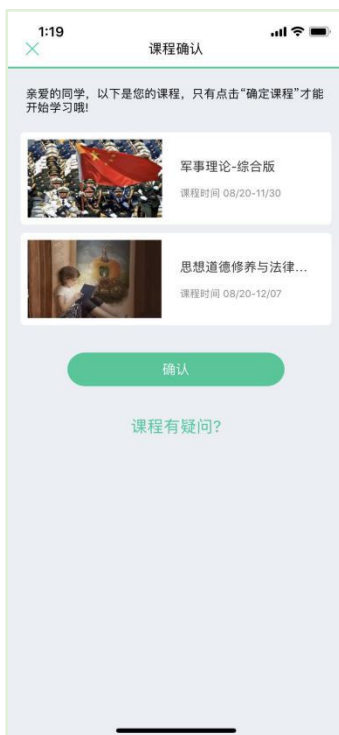 1:19
课程确认
亲爱的同学，以下是您的课程，只有点击“确定课程”才能
开始学习哦!
军事理论-综合版
课程时间 08/20-11/30
思想道德修养与法律...
课程时间 08/20-12/07
确认
课程有疑问?